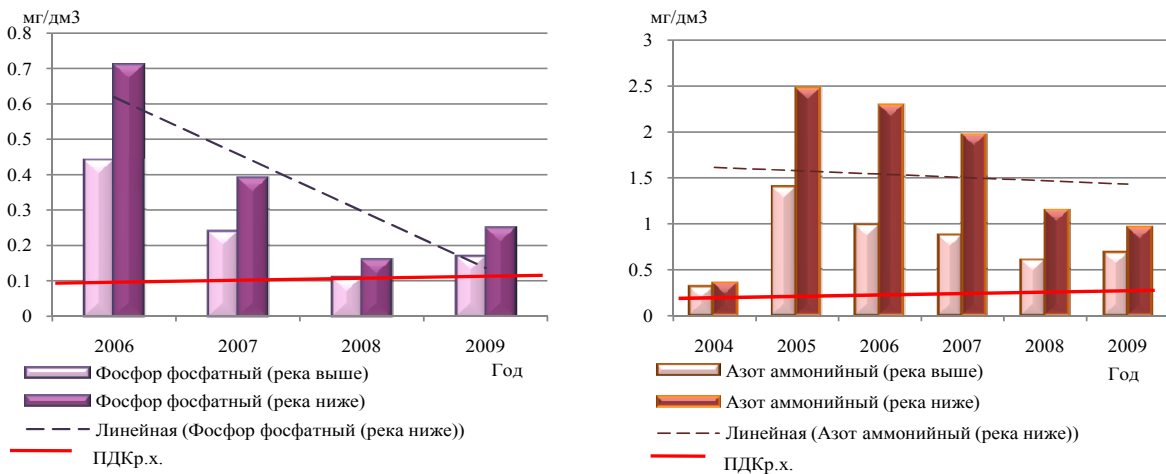 мг/дм3
0.8
0.7
0.6
0.5
0.4
0.3
0.2
0.1
0
2006 2007 2008 2009
Год
Фосфор фосфатный (река выше)
Фосфор фосфатный (река ниже)
Линейная (Фосфор фосфатный (река ниже))
ПДКр.х.
мг/дм3
3
2.5
2
1.5
1
0.5
0
2004 2005 2006 2007 2008 2009
Год
Азот аммонийный (река выше)
Азот аммонийный (река ниже)
Линейная (Азот аммонийный (река ниже))
ПДКр.х.